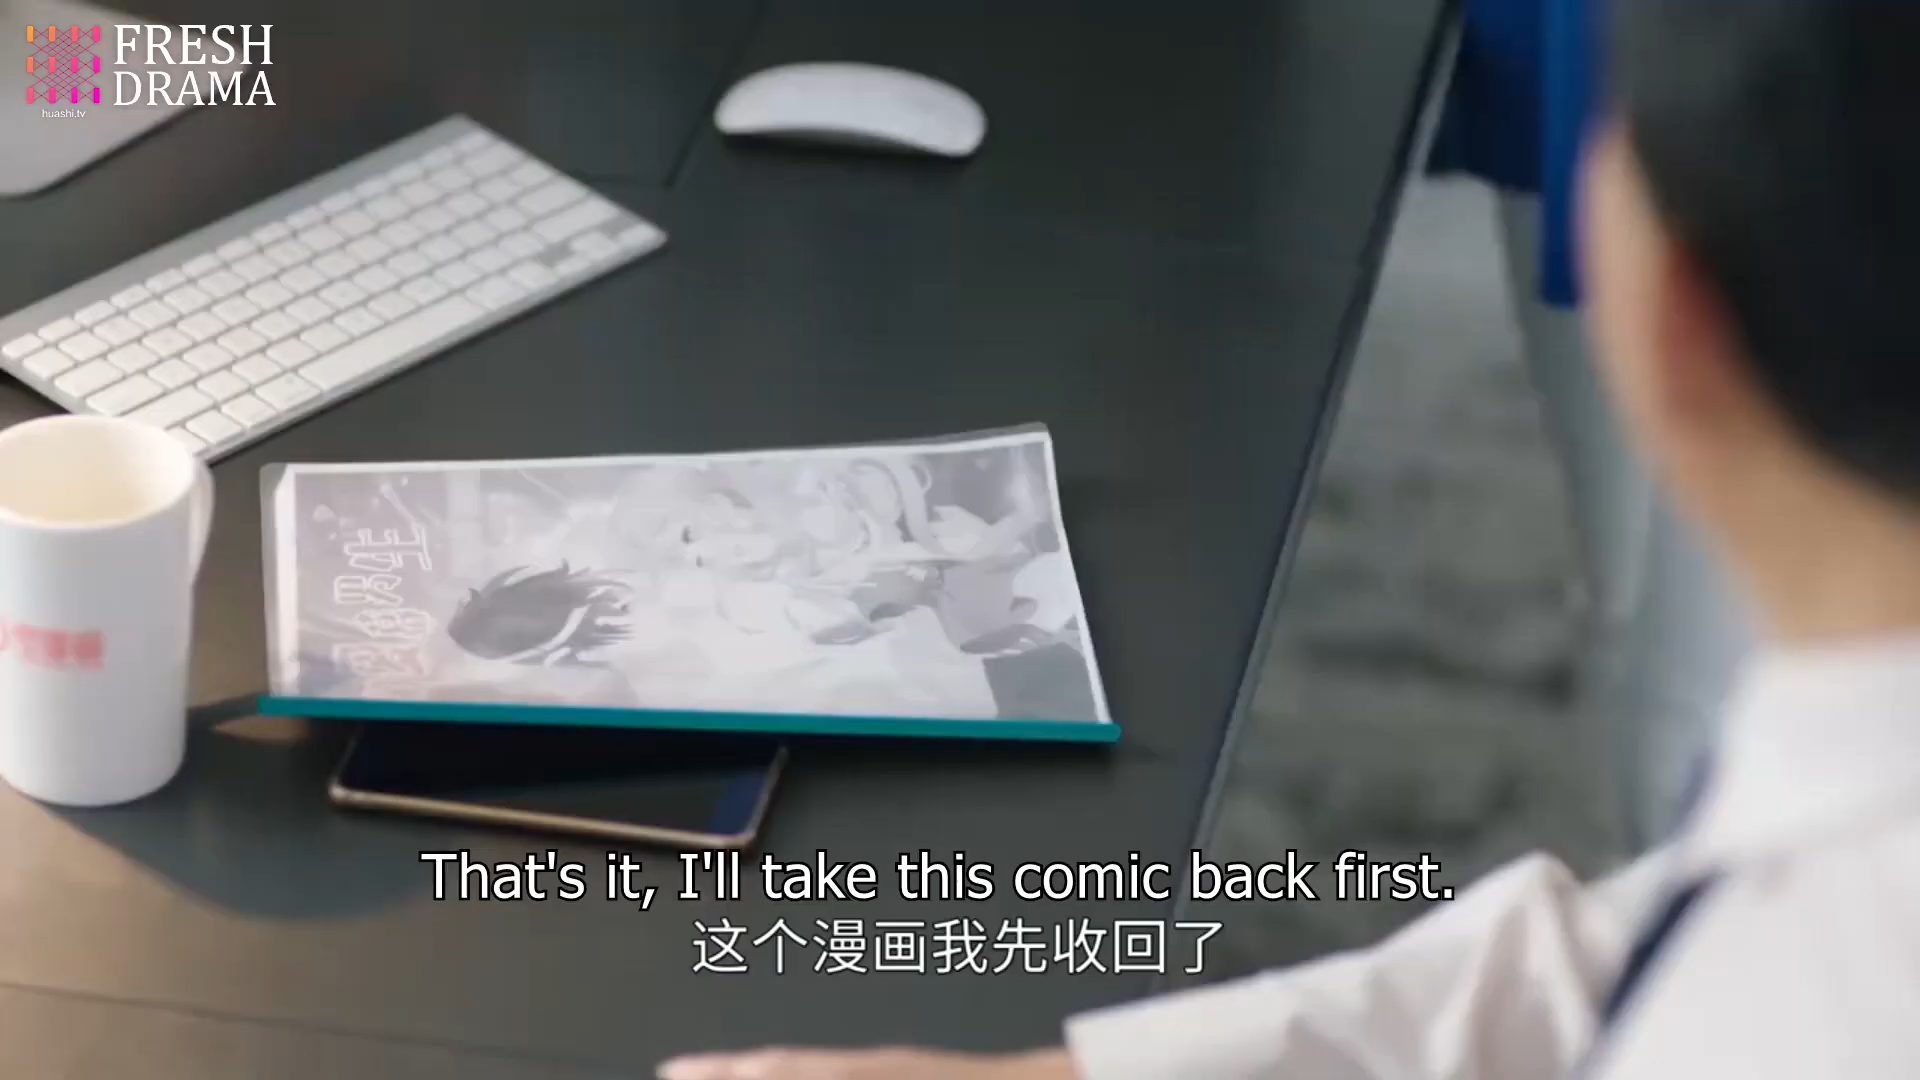 FRESH
DRAMA
huashi.tv
That's it, I'll take this comic back first.
这个漫画我先收回了